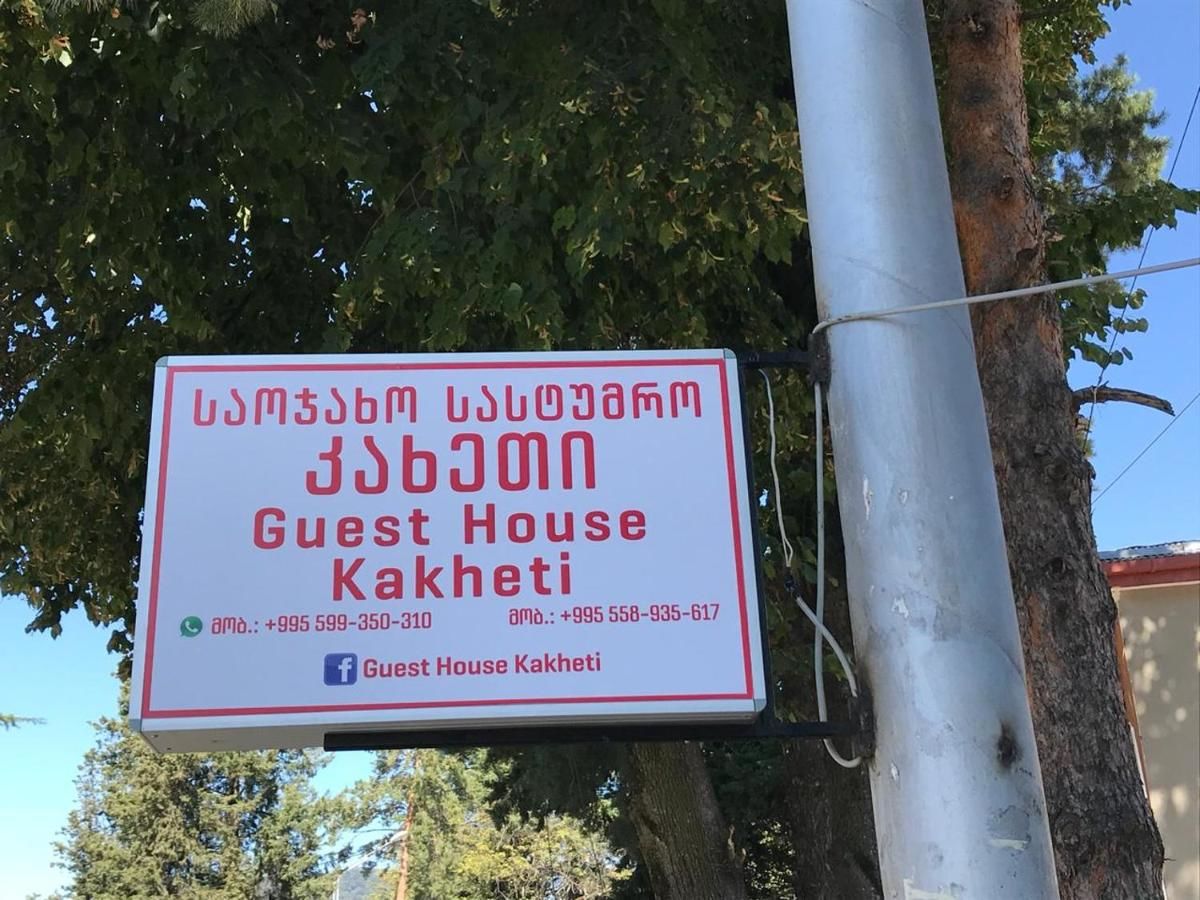 საოჯახო სასტუმრო
კახეთი
Guest House
Kakheti
მობ.: +995 599-350-310 მობ.: +995 558-935-617
Guest House Kakheti